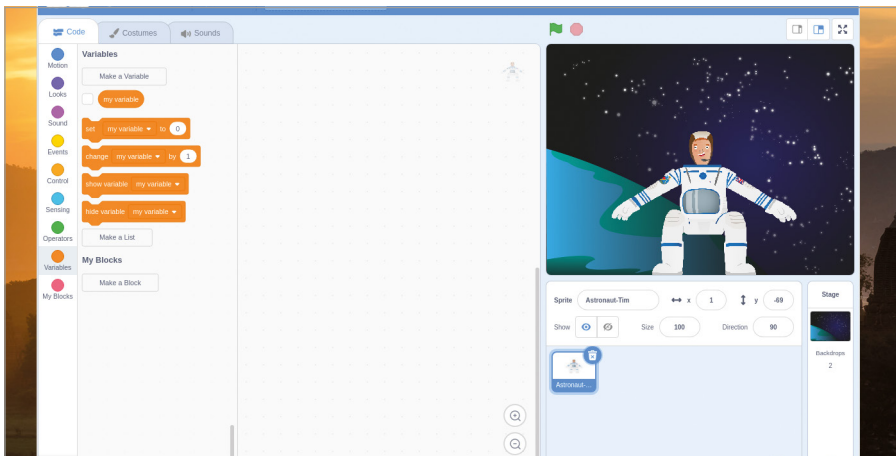 Code
Costumes
Sounds
Motion
Looks
Sound
Events
Control
Sensing
Operators
Variables
My Blocks
Variables
Make a Variable
my variable
set my variable to 0
change my variable by 1
show variable my variable
hide variable my variable
Make a List
My Blocks
Make a Block
Sprite Astronaut-Tim x 1 y -69
Show Size 100 Direction 90
Astronaut-...
Stage
Backdrops
2